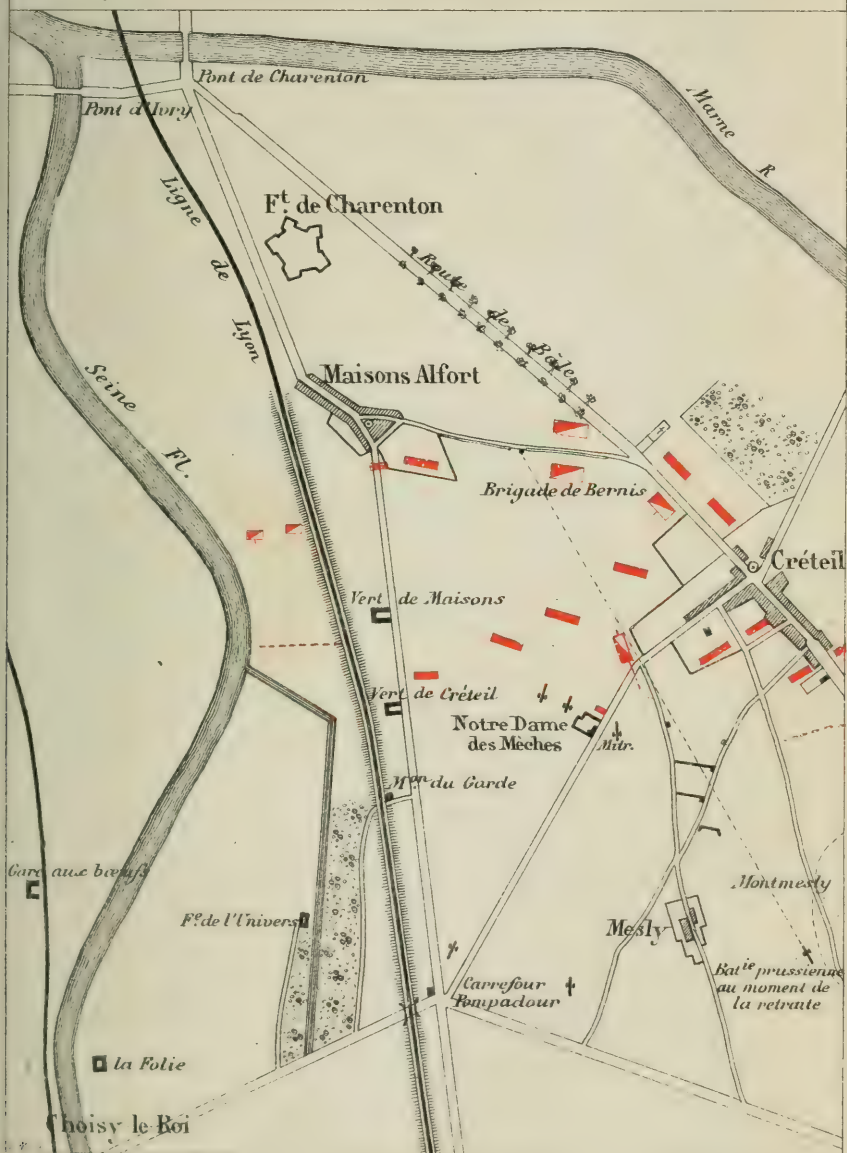 Pont de Charenton
Pont d'Ivry
Marne
R
Ligne de Lyon
Ft. de Charenton
Route de Bâle
Maisons Alfort
Seine
Fl.
Brigade de Bernis
Créteil
Vert de Maisons
Vert de Créteil
Notre Dame
des Mèches
Mitr.
Mson du Garde
Gare aux bœufs
Montmesly
Fe. de l'Univers
Mesly
Batie prussienne
au moment de
la retraite
Carrefour
Pompadour
la Folie
Choisy le Roi